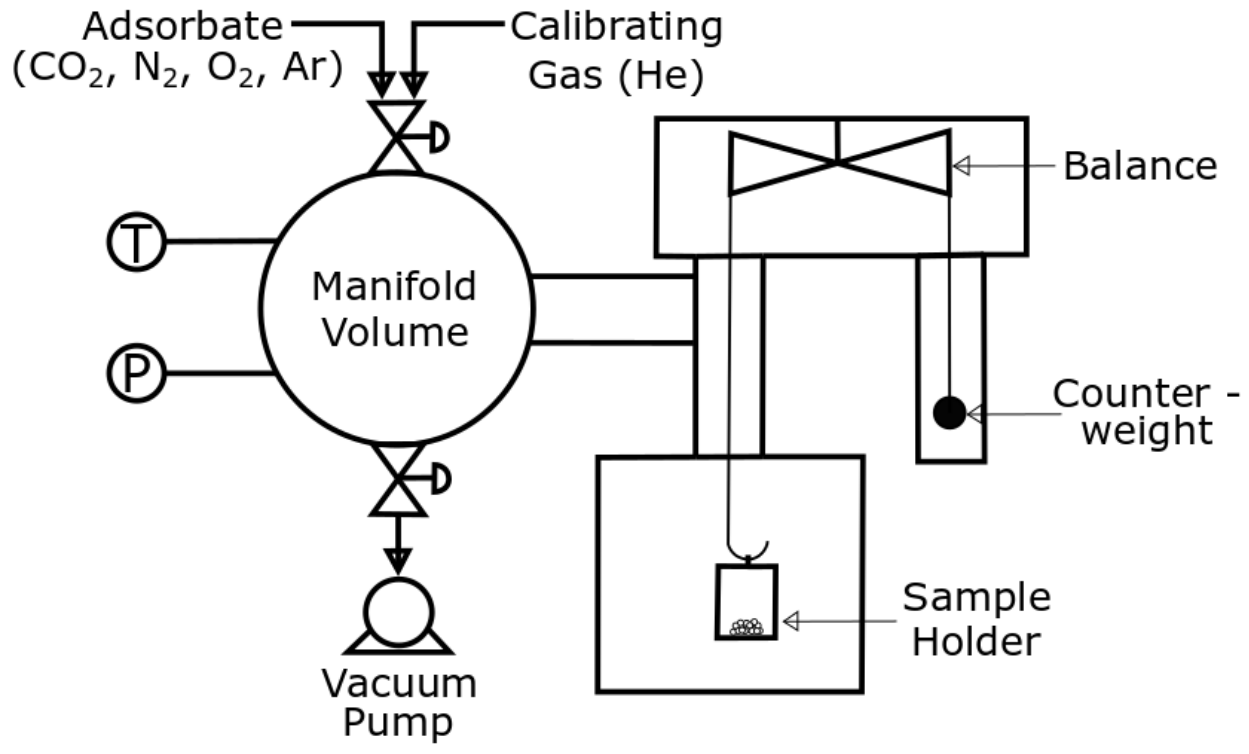 Adsorbate
(CO₂, N₂, O₂, Ar)
Calibrating
Gas (He)
Balance
T
Manifold
Volume
P
Counter -
weight
Sample
Holder
Vacuum
Pump